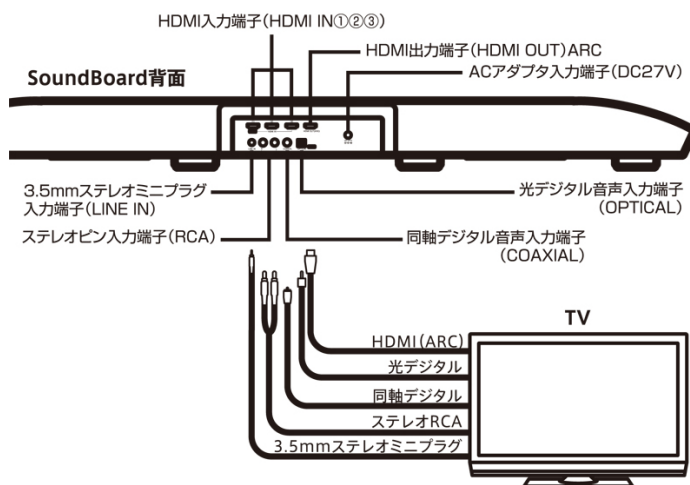 HDMI入力端子(HDMI IN①②③)
HDMI出力端子(HDMI OUT)ARC
ACアダプタ入力端子(DC27V)
SoundBoard背面
3.5mmステレオミニプラグ
入力端子(LINE IN)
ステレオピン入力端子(RCA)
光デジタル音声入力端子
(OPTICAL)
同軸デジタル音声入力端子
(COAXIAL)
TV
HDMI(ARC)
光デジタル
同軸デジタル
ステレオRCA
3.5mmステレオミニプラグ